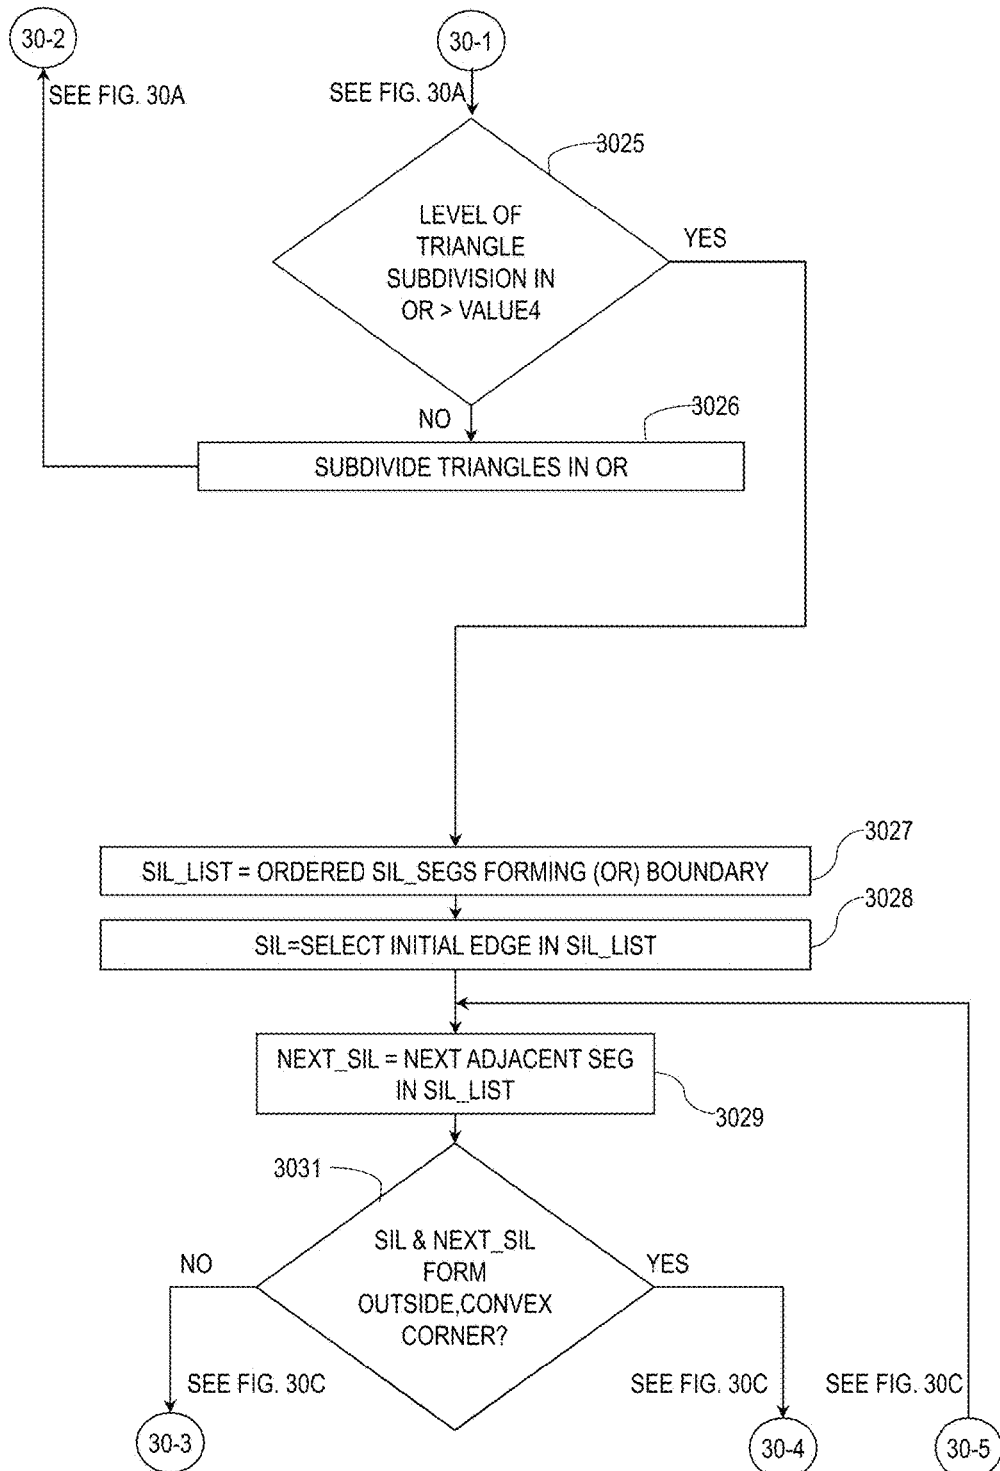 30-2
30-1
SEE FIG. 30A
SEE FIG. 30A
3025
LEVEL OF
TRIANGLE
SUBDIVISION IN
OR > VALUE4
YES
NO
3026
SUBDIVIDE TRIANGLES IN OR
3027
SIL_LIST = ORDERED SIL_SEGS FORMING (OR) BOUNDARY
3028
SIL=SELECT INITIAL EDGE IN SIL_LIST
NEXT_SIL = NEXT ADJACENT SEG
IN SIL_LIST
3029
3031
SIL & NEXT_SIL
FORM
OUTSIDE,CONVEX
CORNER?
NO
YES
SEE FIG. 30C
SEE FIG. 30C
SEE FIG. 30C
30-3
30-4
30-5